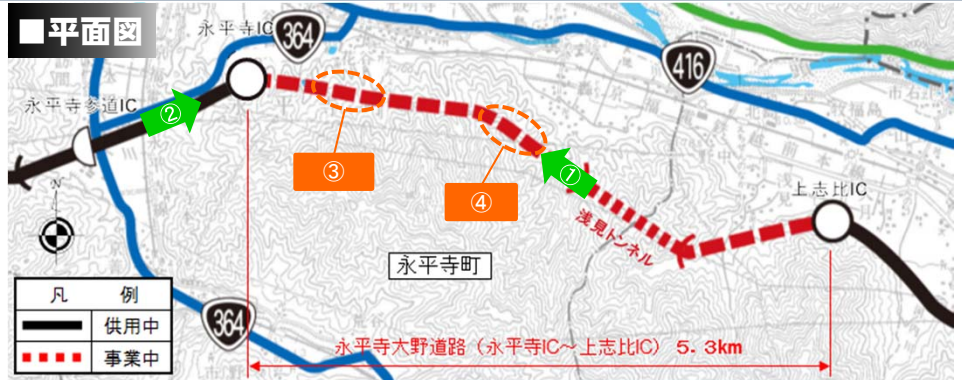 ■平面図
永平寺IC
364
416
永平寺参道IC
②
③
④
①
上志比IC
浅見トンネル
N
永平寺町
凡 例
供用中
事業中
364
永平寺大野道路（永平寺IC～上志比IC） 5.3km